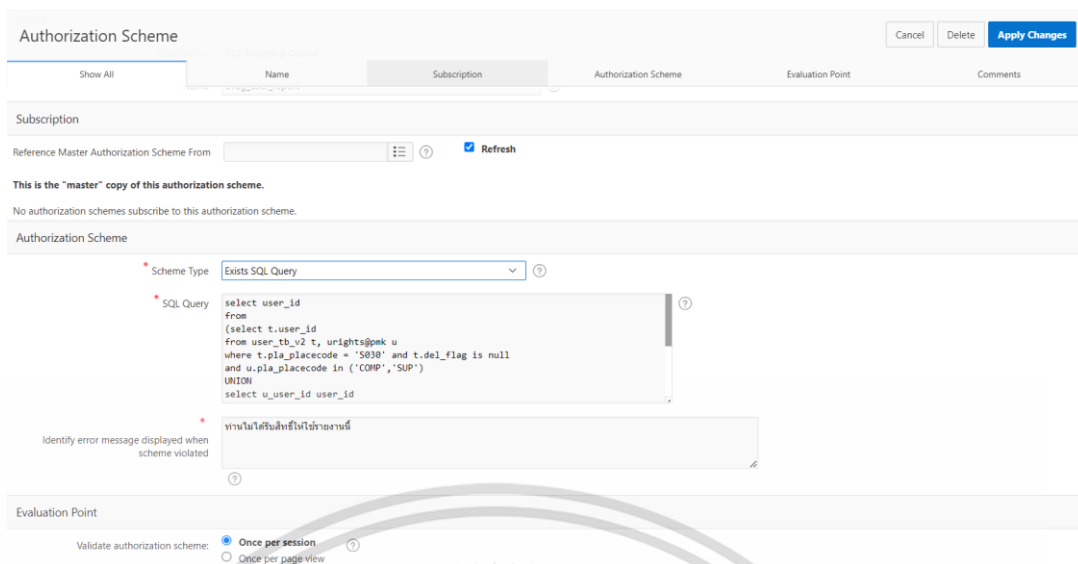 Authorization Scheme
Cancel Delete Apply Changes
Show All Name Subscription Authorization Scheme Evaluation Point Comments
Subscription
Reference Master Authorization Scheme From Refresh
This is the "master" copy of this authorization scheme.
No authorization schemes subscribe to this authorization scheme.
Authorization Scheme
* Scheme Type Exists SQL Query
* SQL Query select user_id
from
(select t.user_id
from user_tb_v2 t, urights@pmk u
where t.pla_placecode = '5030' and t.del_flag is null
and u.pla_placecode in ('COMP','SUP')
UNION
select u_user_id user_id
*
Identify error message displayed when ท่านไม่ได้รับสิทธิ์ให้ใช้รายงานนี้
scheme violated
Evaluation Point
Validate authorization scheme: Once per session
Once per page view